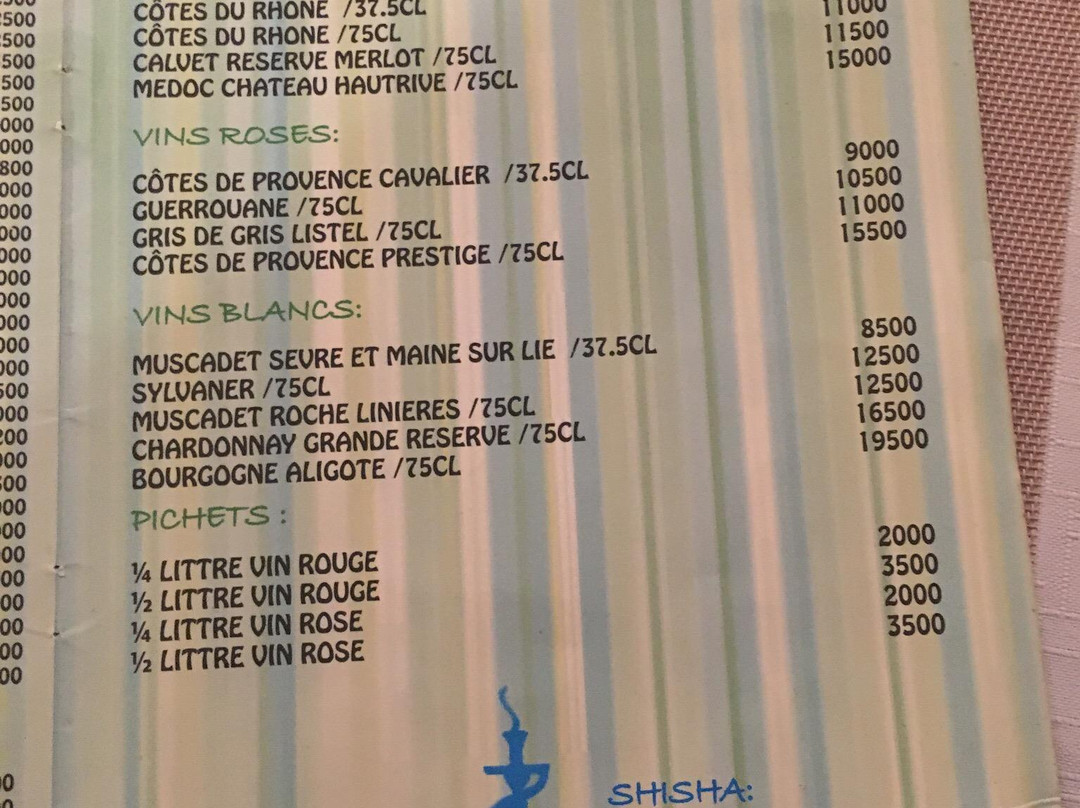 CÔTES DU RHONE /37.5CL
CÔTES DU RHONE /75CL 11000
CALVET RESERVE MERLOT /75CL 11500
MEDOC CHATEAU HAUTRIVE /75CL 15000
VINS ROSES:
CÔTES DE PROVENCE CAVALIER /37.5CL 9000
GUERROUANE /75CL 10500
GRIS DE GRIS LISTEL /75CL 11000
CÔTES DE PROVENCE PRESTIGE /75CL 15500
VINS BLANCS:
MUSCADET SEVRE ET MAINE SUR LIE /37.5CL 8500
SYLVANER /75CL 12500
MUSCADET ROCHE LINIERES /75CL 12500
CHARDONNAY GRANDE RESERVE /75CL 16500
BOURGOGNE ALIGOTE /75CL 19500
PICHETS :
¼ LITTRE VIN ROUGE 2000
½ LITTRE VIN ROUGE 3500
¼ LITTRE VIN ROSE 2000
½ LITTRE VIN ROSE 3500
SHISHA: